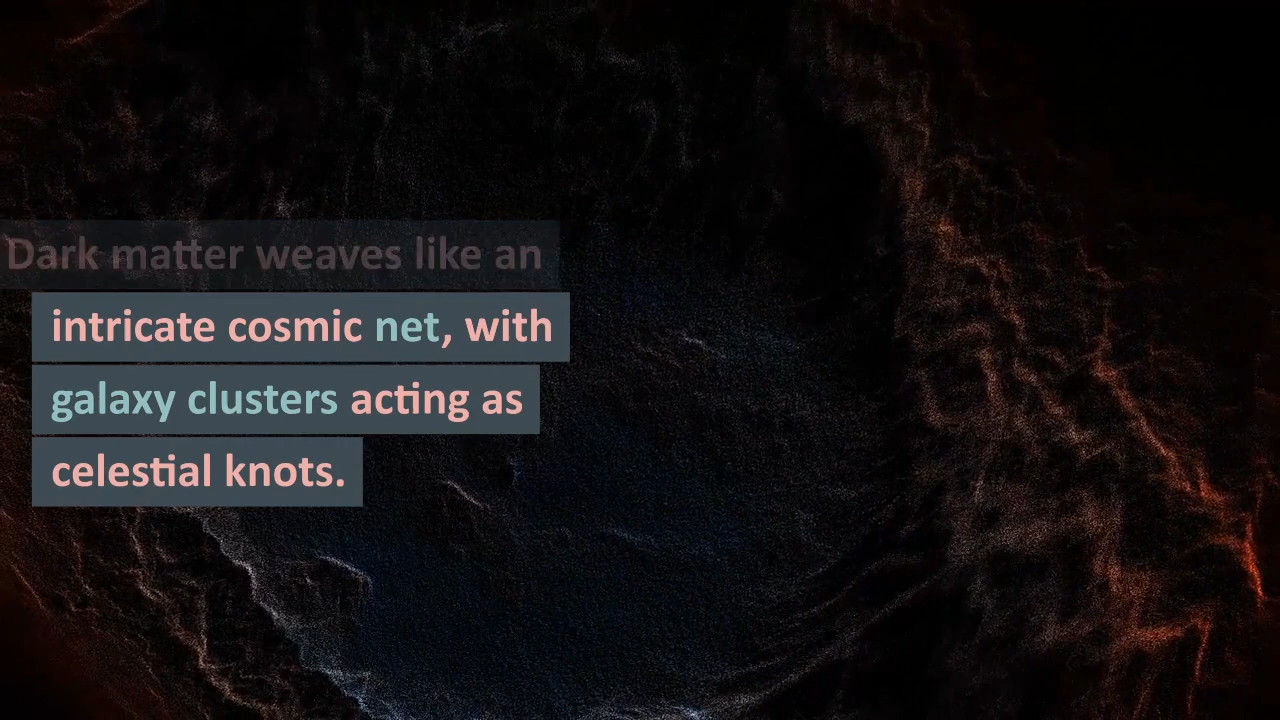 Dark matter weaves like an
intricate cosmic net, with
galaxy clusters acting as
celestial knots.